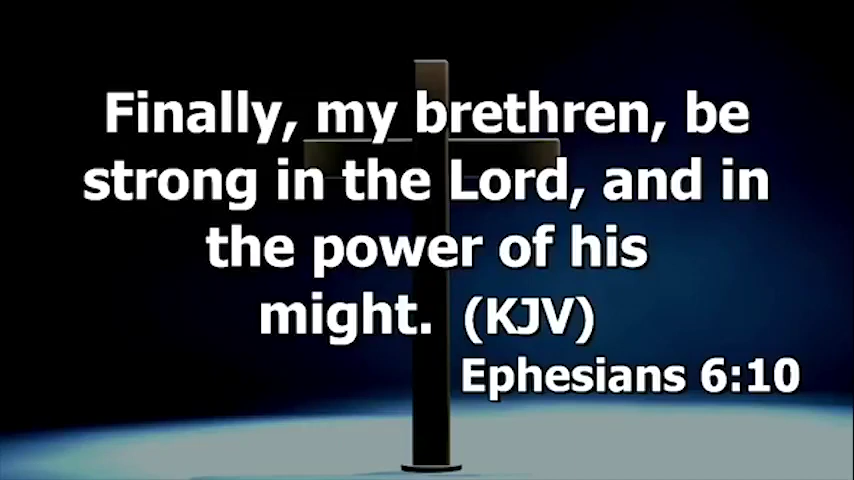 Finally, my brethren, be
strong in the Lord, and in
the power of his
might. (KJV)
Ephesians 6:10